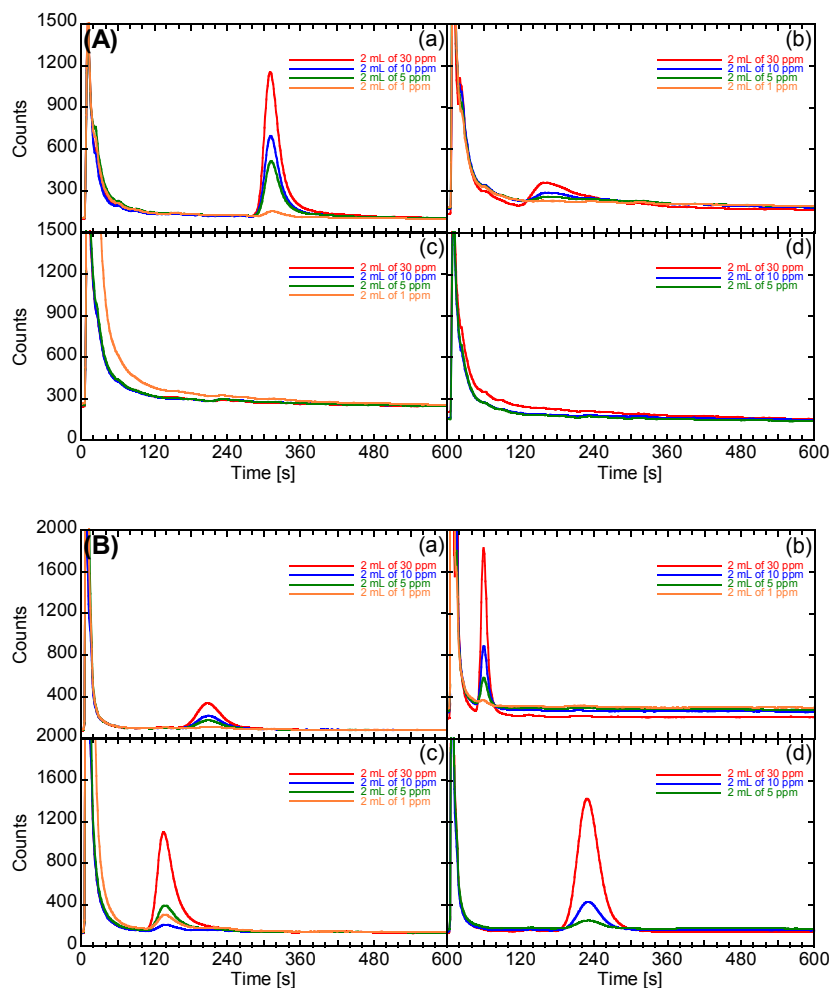 1500
(A)
(a)
(b)
2 mL of 30 ppm
2 mL of 10 ppm
2 mL of 5 ppm
2 mL of 1 ppm
2 mL of 30 ppm
2 mL of 10 ppm
2 mL of 5 ppm
2 mL of 1 ppm
1200
900
600
300
Counts
1500
(c)
(d)
2 mL of 30 ppm
2 mL of 10 ppm
2 mL of 5 ppm
2 mL of 1 ppm
2 mL of 30 ppm
2 mL of 10 ppm
2 mL of 5 ppm
1200
900
600
300
0
Counts
0 120 240 360 480 600 120 240 360 480 600
Time [s] Time [s]
2000
(B)
(a)
(b)
2 mL of 30 ppm
2 mL of 10 ppm
2 mL of 5 ppm
2 mL of 1 ppm
2 mL of 30 ppm
2 mL of 10 ppm
2 mL of 5 ppm
2 mL of 1 ppm
1600
1200
800
400
Counts
2000
(c)
(d)
2 mL of 30 ppm
2 mL of 10 ppm
2 mL of 5 ppm
2 mL of 1 ppm
2 mL of 30 ppm
2 mL of 10 ppm
2 mL of 5 ppm
1600
1200
800
400
0
Counts
0 120 240 360 480 600 120 240 360 480 600
Time [s] Time [s]